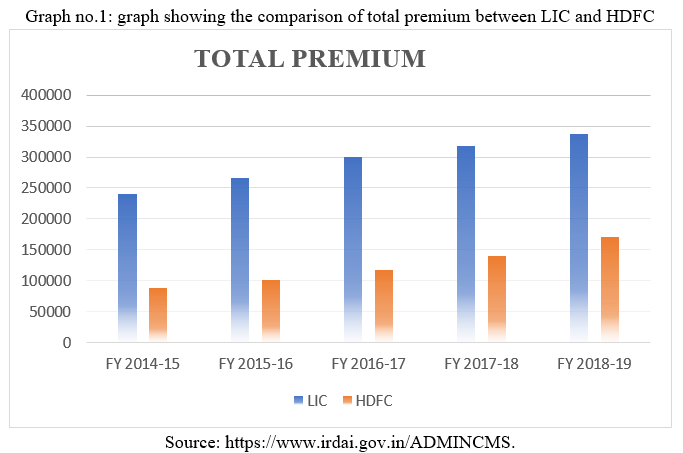 Graph no.1: graph showing the comparison of total premium between LIC and HDFC
TOTAL PREMIUM
400000
350000
300000
250000
200000
150000
100000
50000
0
FY 2014-15 FY 2015-16 FY 2016-17 FY 2017-18 FY 2018-19
LIC HDFC
Source: https://www.irdai.gov.in/ADMINCMS.